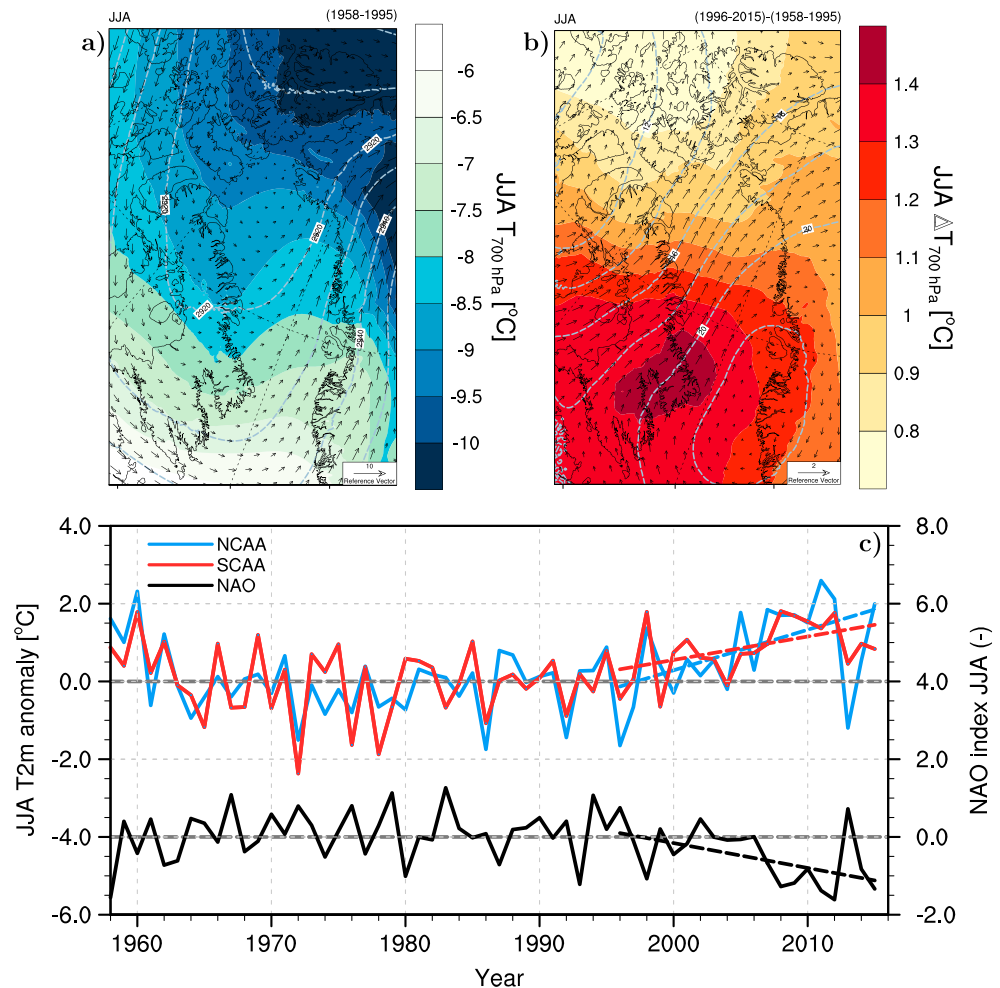 JJA (1958-1995)
a)
-6
-6.5
-7
-7.5
-8
-8.5
-9
-9.5
-10
JJA T700 hPa [°C]
2920
2920
2920
2940
10
Reference Vector
JJA (1996-2015)-(1958-1995)
b)
1.4
1.3
1.2
1.1
1
0.9
0.8
JJA △T700 hPa [°C]
20
20
2
Reference Vector
c)
NCAA
SCAA
NAO
4.0
2.0
0.0
-2.0
-4.0
-6.0
JJA T2m anomaly [°C]
8.0
6.0
4.0
2.0
0.0
-2.0
NAO index JJA (-)
1960 1970 1980 1990 2000 2010
Year